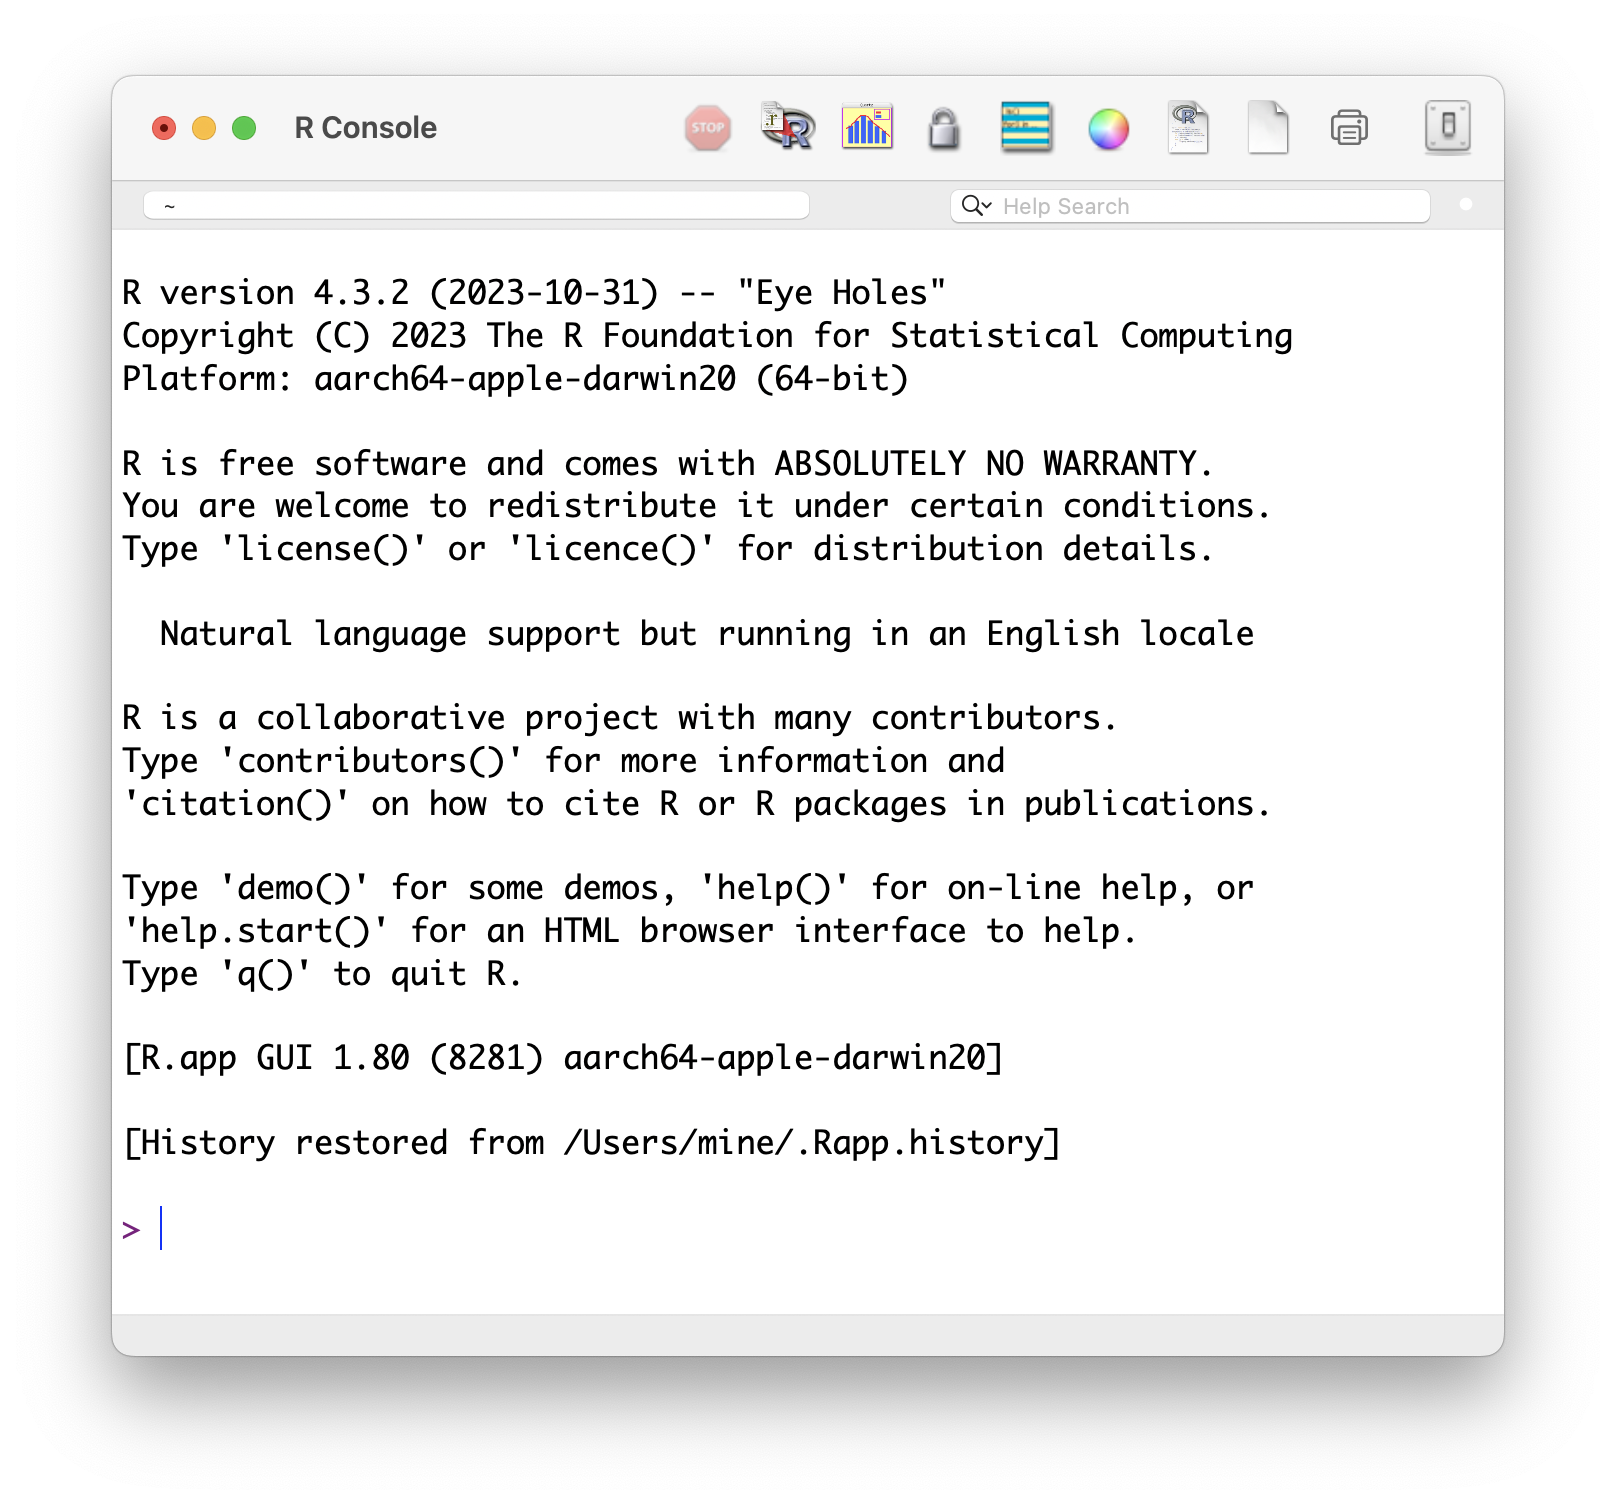 R Console
STOP
~
Help Search
R version 4.3.2 (2023-10-31) -- "Eye Holes"
Copyright (C) 2023 The R Foundation for Statistical Computing
Platform: aarch64-apple-darwin20 (64-bit)
R is free software and comes with ABSOLUTELY NO WARRANTY.
You are welcome to redistribute it under certain conditions.
Type 'license()' or 'licence()' for distribution details.
Natural language support but running in an English locale
R is a collaborative project with many contributors.
Type 'contributors()' for more information and
'citation()' on how to cite R or R packages in publications.
Type 'demo()' for some demos, 'help()' for on-line help, or
'help.start()' for an HTML browser interface to help.
Type 'q()' to quit R.
[R.app GUI 1.80 (8281) aarch64-apple-darwin20]
[History restored from /Users/mine/.Rapp.history]
>